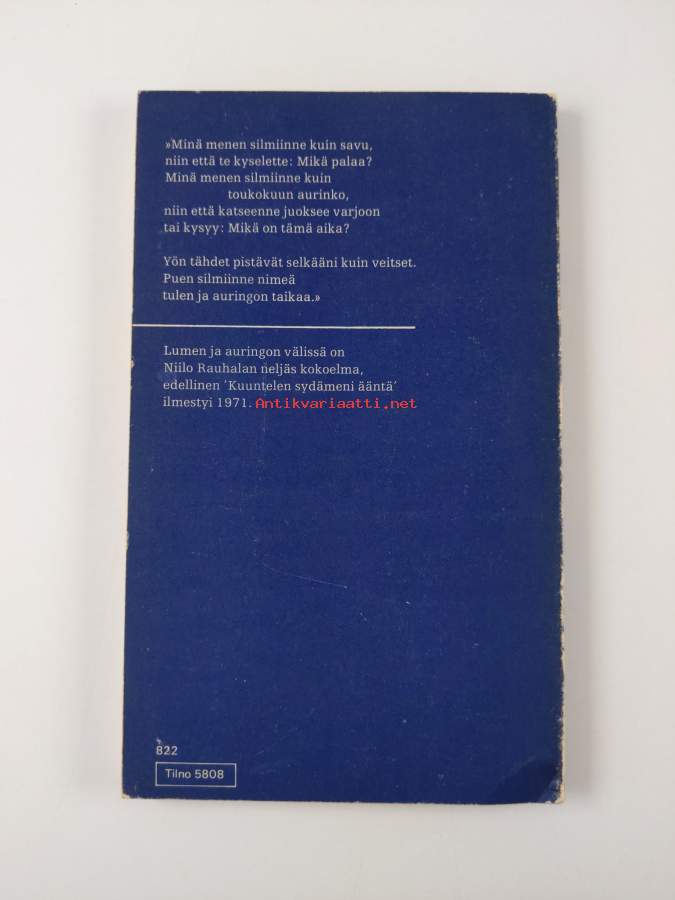 »Minä menen silmiinne kuin savu,
niin että te kyselette: Mikä palaa?
Minä menen silmiinne kuin
toukokuun aurinko,
niin että katseenne juoksee varjoon
tai kysyy: Mikä on tämä aika?
Yön tähdet pistävät selkääni kuin veitset.
Puen silmiinne nimeä
tulen ja auringon taikaa.»
Lumen ja auringon välissä on
Niilo Rauhalan neljäs kokoelma,
edellinen 'Kuuntelen sydämeni ääntä'
ilmestyi 1971. Antikvariaatti.net
822
Tilno 5808